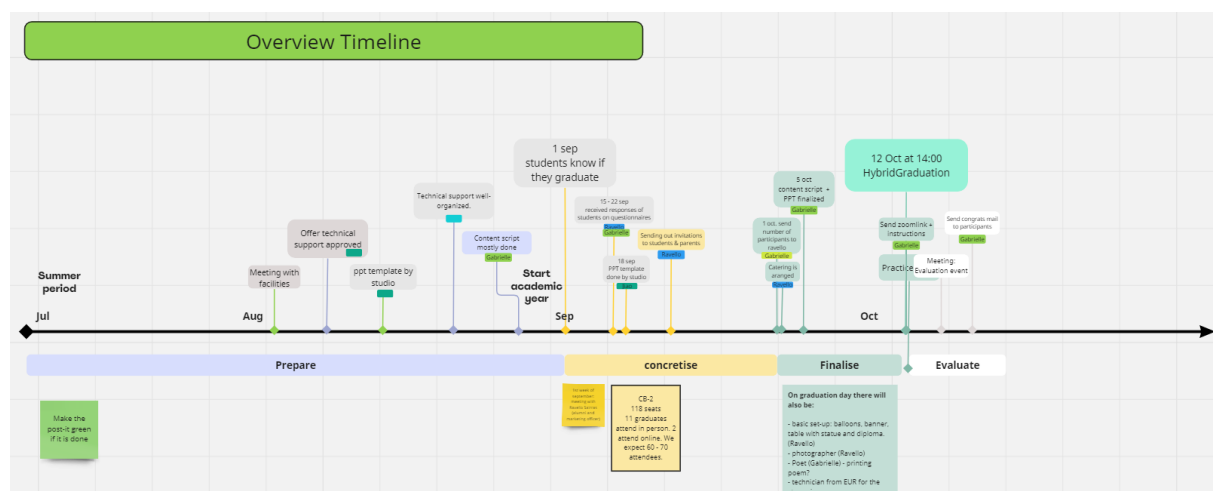 Overview Timeline
1 sep
students know if
they graduate
12 Oct at 14:00
HybridGraduation
5 oct
content script +
PPT finalized
Gabrielle
Technical support well-
organized.
15 - 22 sep
received responses of
students on questionnaires
Ravello
Gabrielle
Offer technical
support approved
Content script
mostly done
Gabrielle
Sending out invitations
to students & parents
Ravello
1 oct, send
number of
participants to
ravello
Gabrielle
Send zoomlink +
instructions
Gabrielle
Send congrats mail
to participants
Gabrielle
Meeting with
facilities
ppt template by
studio
18 sep
PPT template
done by studio
Catering is
aranged
Ravello
Practice
Meeting:
Evaluation event
Summer
period
Start
academic
year
Jul
Aug
Sep
Oct
Prepare
concretise
Finalise
Evaluate
Make the
post-it green
if it is done
CB-2
118 seats
11 graduates
attend in person. 2
attend online. We
expect 60 - 70
attendees.
On graduation day there will
also be:
- basic set-up: balloons, banner,
table with statue and diploma.
(Ravello)
- photographer (Ravello)
- Poet (Gabrielle) - printing
poem?
- technician from EUR for the